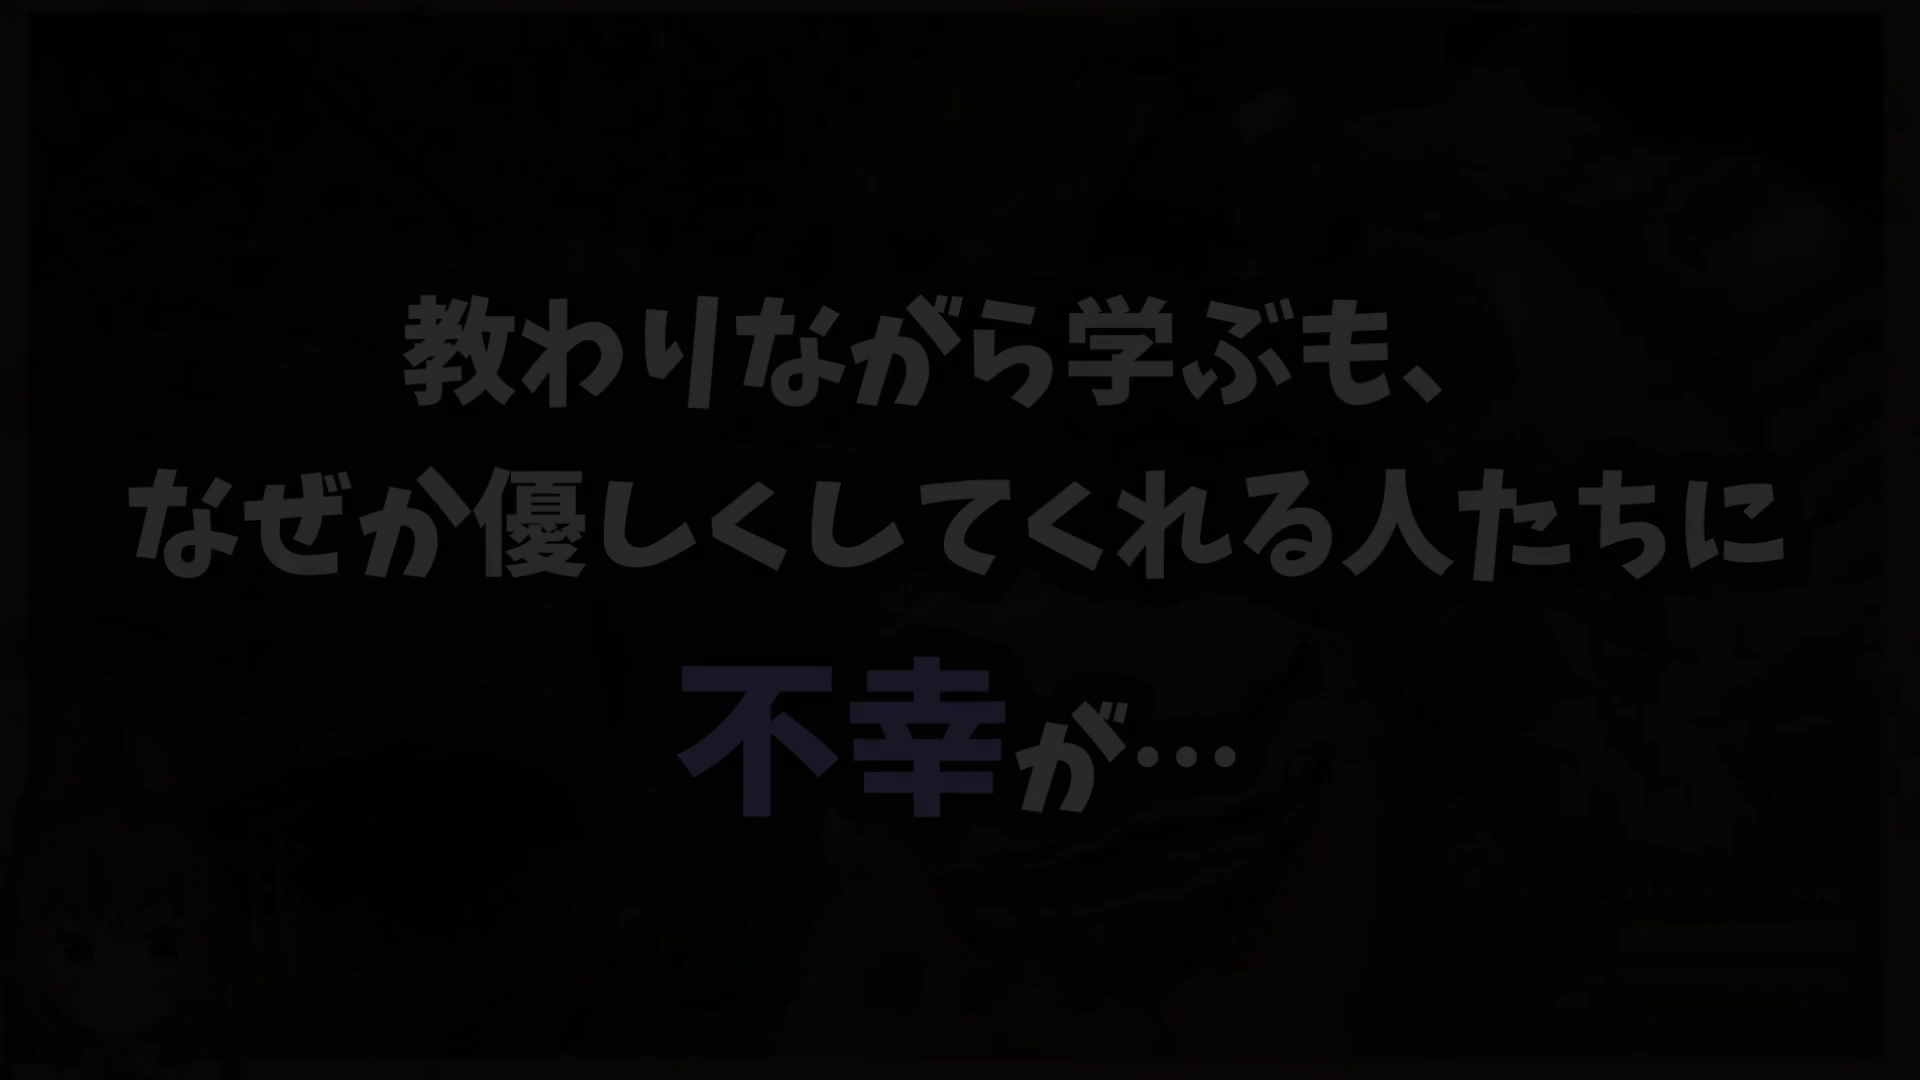 教わりながら学ぶも、
なぜか優しくしてくれる人たちに
不幸が…